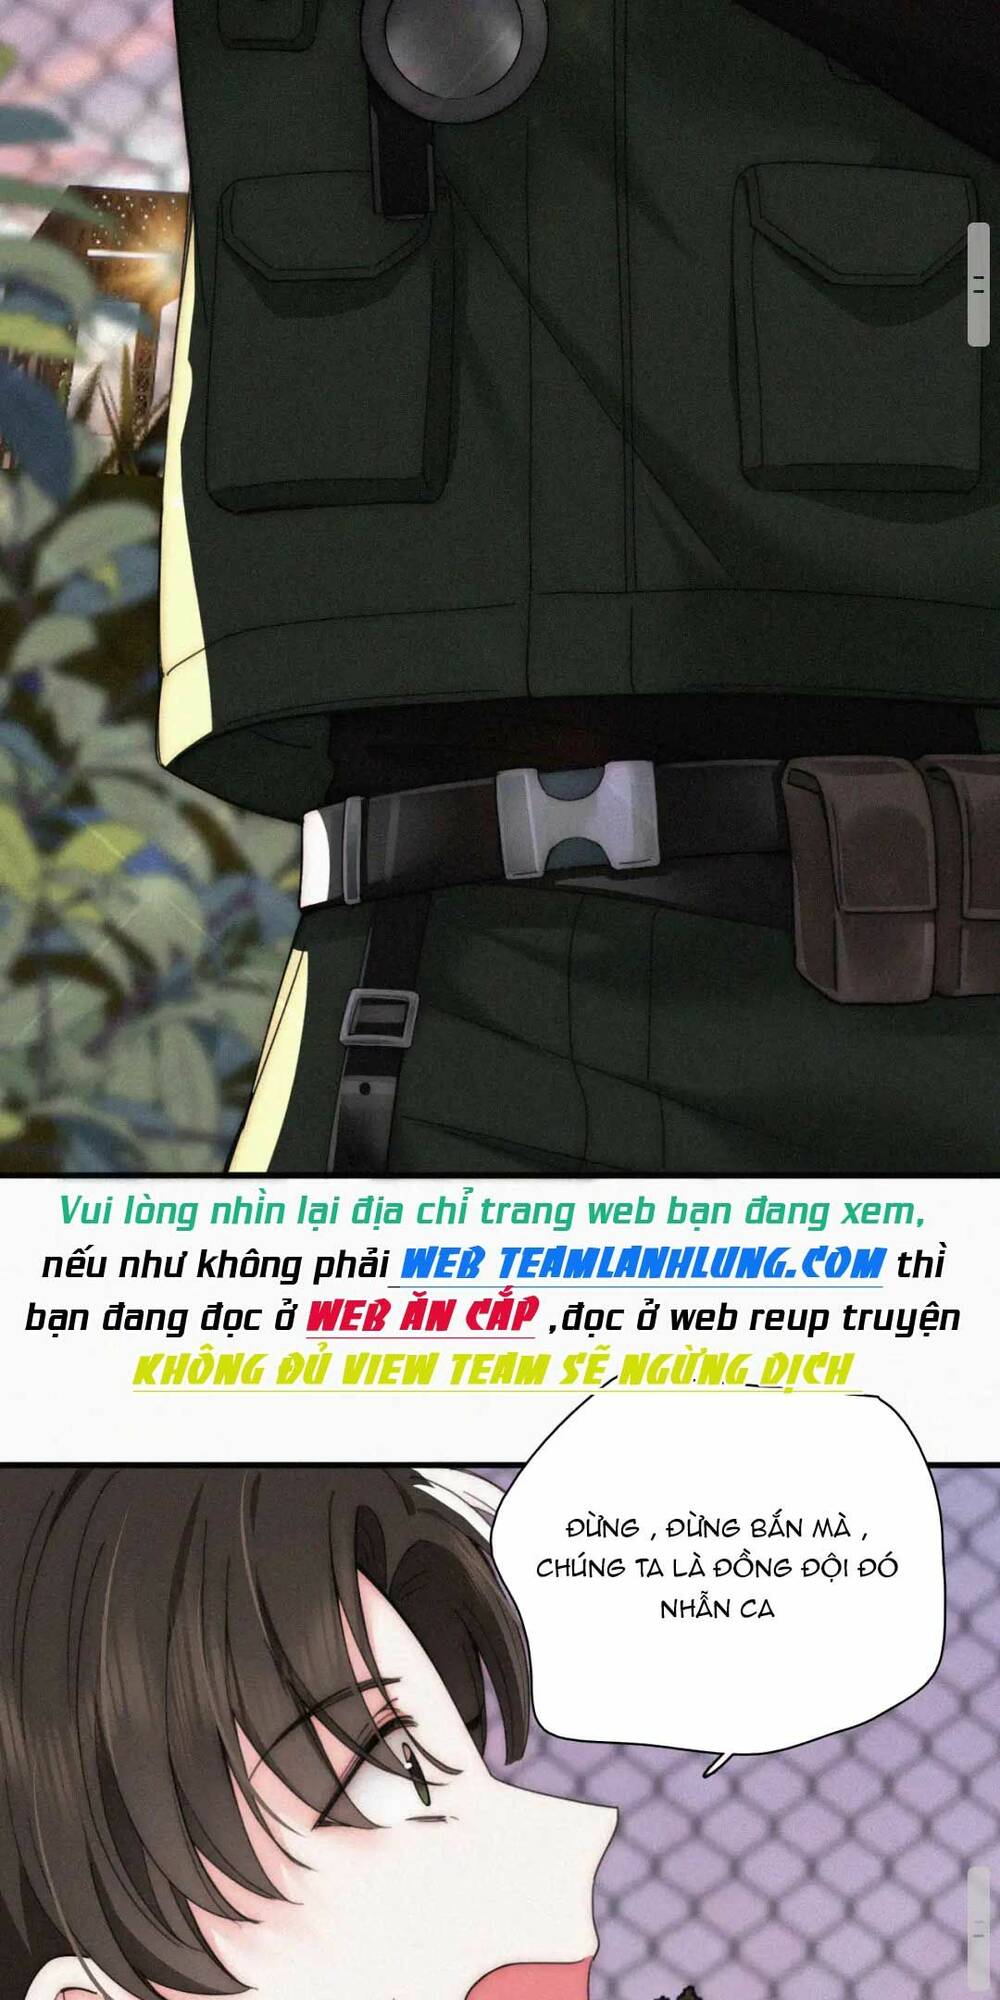 Vui lòng nhìn lại địa chỉ trang web bạn đang xem,
nếu như không phải WEB TEAMLANHLUNG.COM thì
bạn đang đọc ở WEB ĂN CẮP ,đọc ở web reup truyện
KHÔNG ĐỦ VIEW TEAM SẼ NGỪNG DỊCH
ĐỪNG , ĐỪNG BẮN MÀ ,
CHÚNG TA LÀ ĐỒNG ĐỘI ĐÓ
NHẪN CA